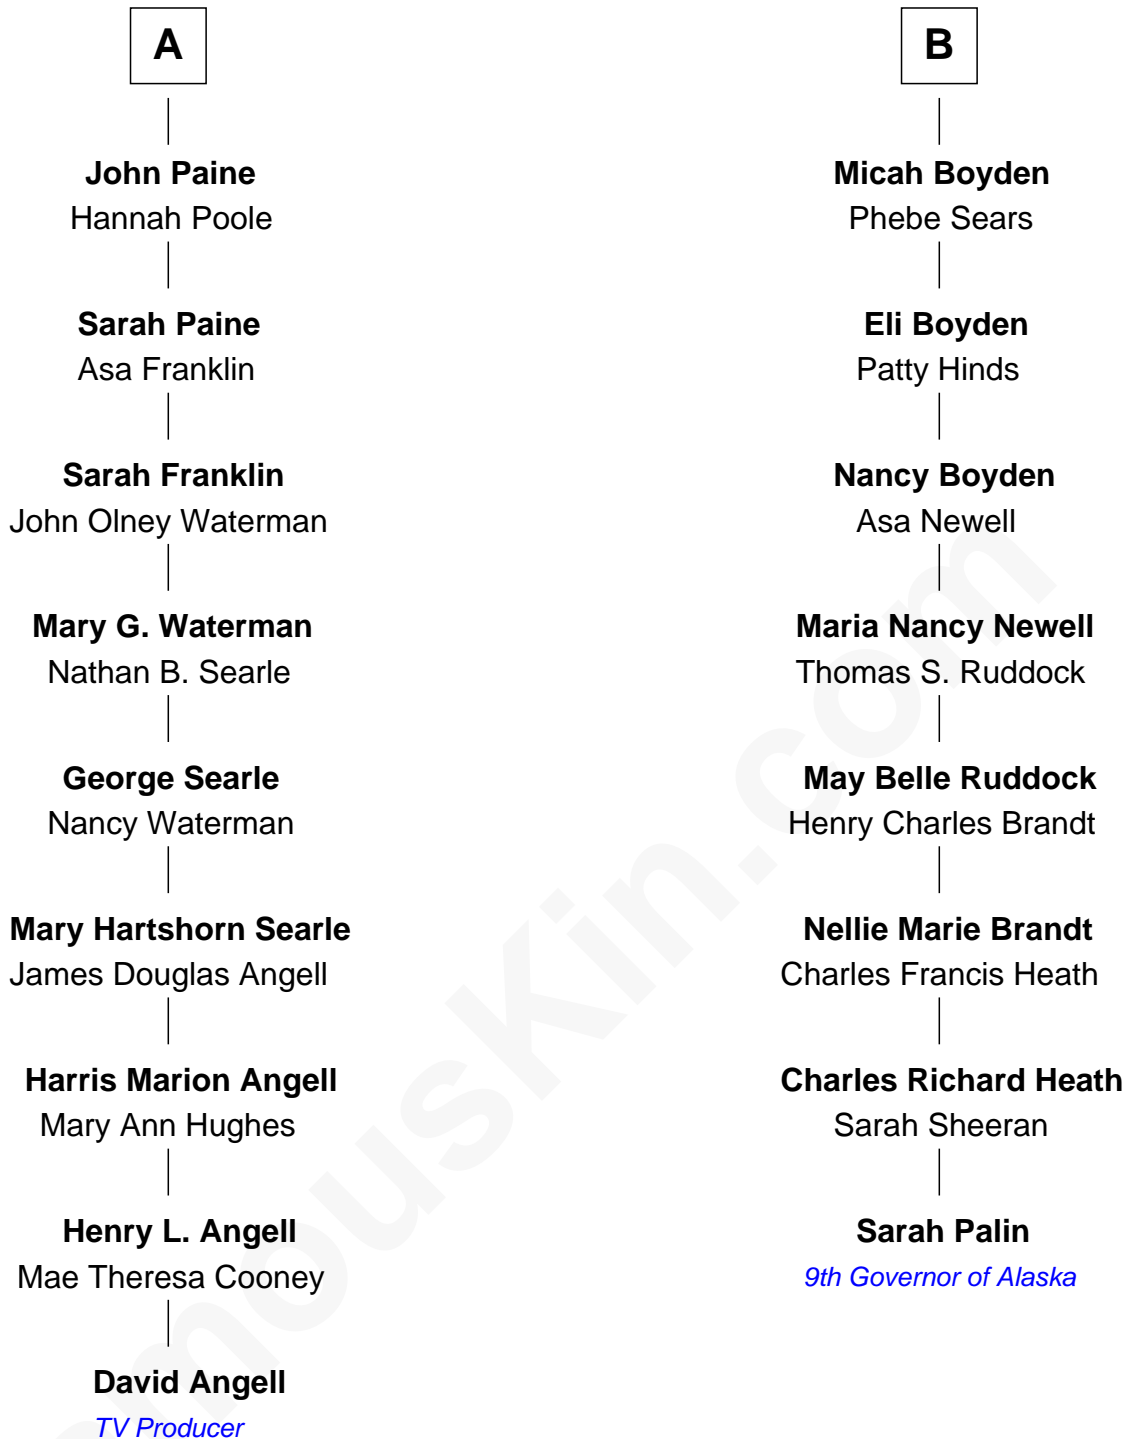 A
John Paine
Hannah Poole
Sarah Paine
Asa Franklin
Sarah Franklin
John Olney Waterman
Mary G. Waterman
Nathan B. Searle
George Searle
Nancy Waterman
Mary Hartshorn Searle
James Douglas Angell
Harris Marion Angell
Mary Ann Hughes
Henry L. Angell
Mae Theresa Cooney
David Angell
TV Producer
B
Micah Boyden
Phebe Sears
Eli Boyden
Patty Hinds
Nancy Boyden
Asa Newell
Maria Nancy Newell
Thomas S. Ruddock
May Belle Ruddock
Henry Charles Brandt
Nellie Marie Brandt
Charles Francis Heath
Charles Richard Heath
Sarah Sheeran
Sarah Palin
9th Governor of Alaska
mouskin.com